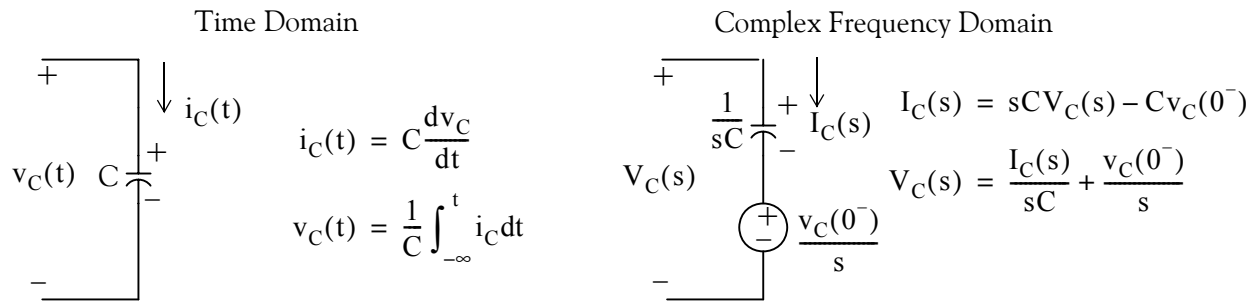 Time Domain
+
i_C(t)
v_C(t) C
+
−
−
i_C(t) = C dv_C/dt
v_C(t) = 1/C ∫_{−∞}^{t} i_C dt
Complex Frequency Domain
+
1/sC
+
−
I_C(s)
V_C(s)
+
−
v_C(0⁻)/s
−
I_C(s) = sCV_C(s) – Cv_C(0⁻)
V_C(s) = I_C(s)/sC + v_C(0⁻)/s